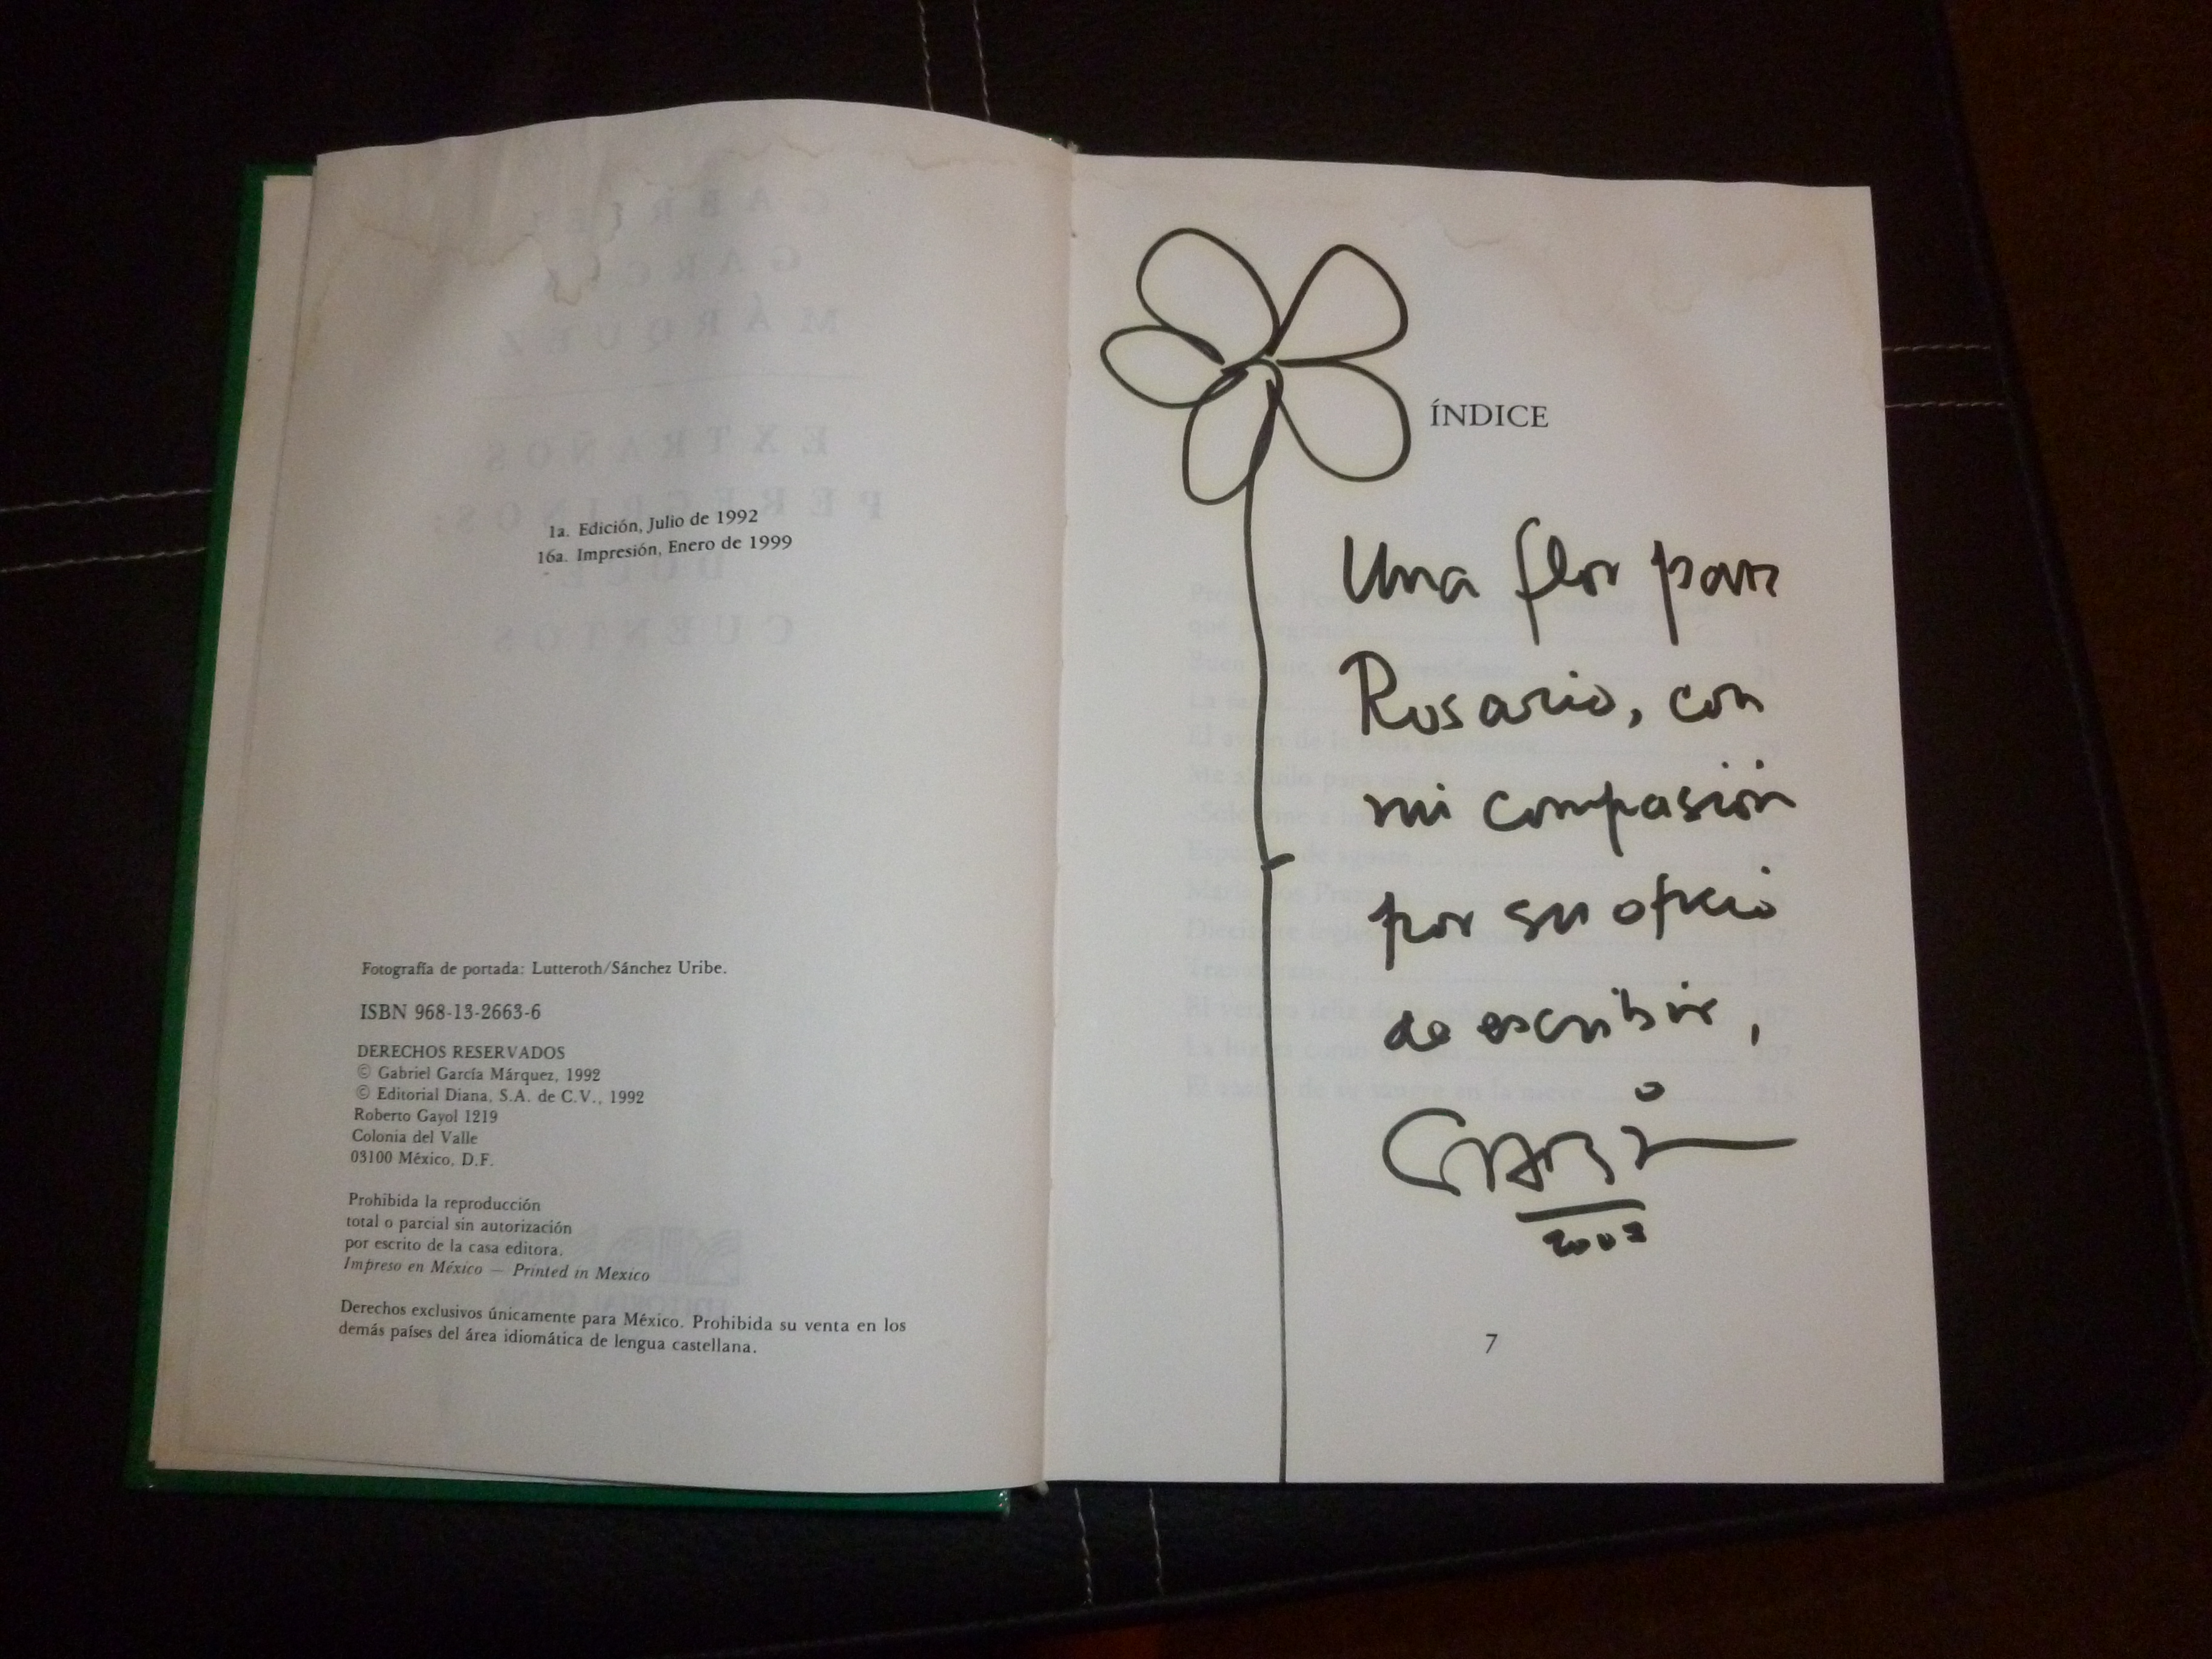 1a. Edición, Julio de 1992
16a. Impresión, Enero de 1999
Fotografía de portada: Lutteroth/Sánchez Uribe.
ISBN 968-13-2663-6
DERECHOS RESERVADOS
© Gabriel García Márquez, 1992
© Editorial Diana, S.A. de C.V., 1992
Roberto Gayol 1219
Colonia del Valle
03100 México, D.F.
Prohibida la reproducción
total o parcial sin autorización
por escrito de la casa editora.
Impreso en México — Printed in Mexico
Derechos exclusivos únicamente para México. Prohibida su venta en los
demás países del área idiomática de lengua castellana.
ÍNDICE
Una flor para
Rosario, con
mi compasión
por su oficio
de escribir,
7